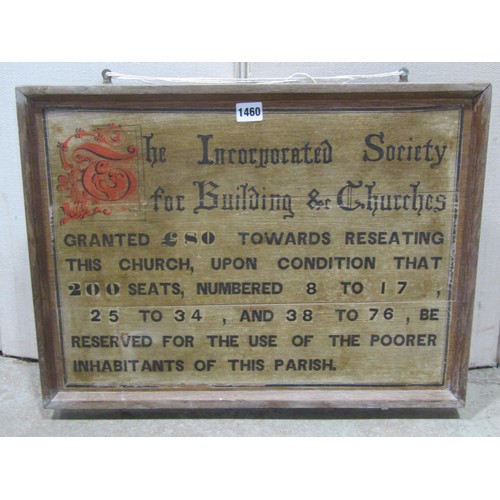 1460
The Incorporated Society
for Building &c Churches
GRANTED £80 TOWARDS RESEATING
THIS CHURCH, UPON CONDITION THAT
200 SEATS, NUMBERED 8 TO 17,
25 TO 34, AND 38 TO 76, BE
RESERVED FOR THE USE OF THE POORER
INHABITANTS OF THIS PARISH.